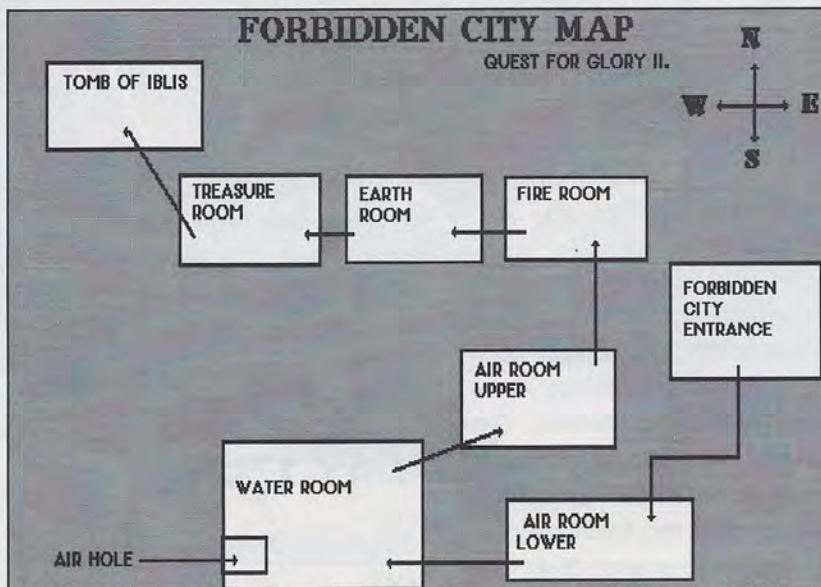 FORBIDDEN CITY MAP
QUEST FOR GLORY II.
N
W E
S
TOMB OF IBLIS
TREASURE
ROOM
EARTH
ROOM
FIRE ROOM
FORBIDDEN
CITY
ENTRANCE
AIR ROOM
UPPER
WATER ROOM
AIR ROOM
LOWER
AIR HOLE